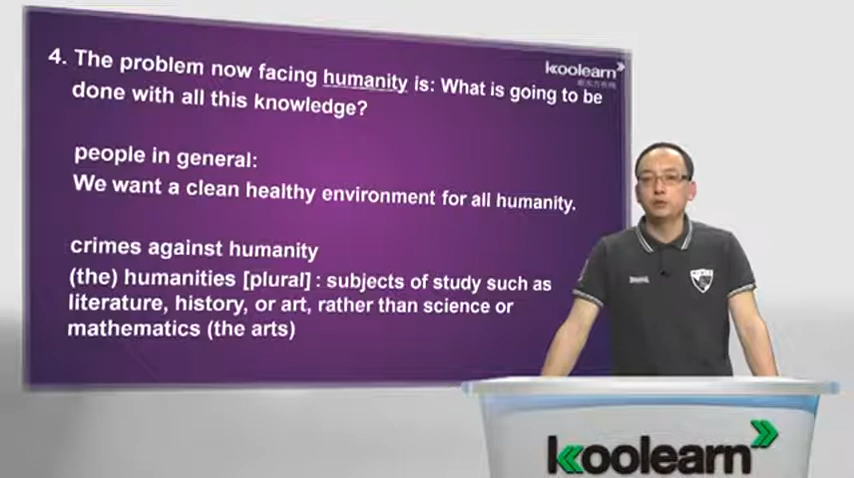 4. The problem now facing humanity is: What is going to be
done with all this knowledge?
people in general:
We want a clean healthy environment for all humanity.
crimes against humanity
(the) humanities [plural] : subjects of study such as
literature, history, or art, rather than science or
mathematics (the arts)
koolearn
koolearn